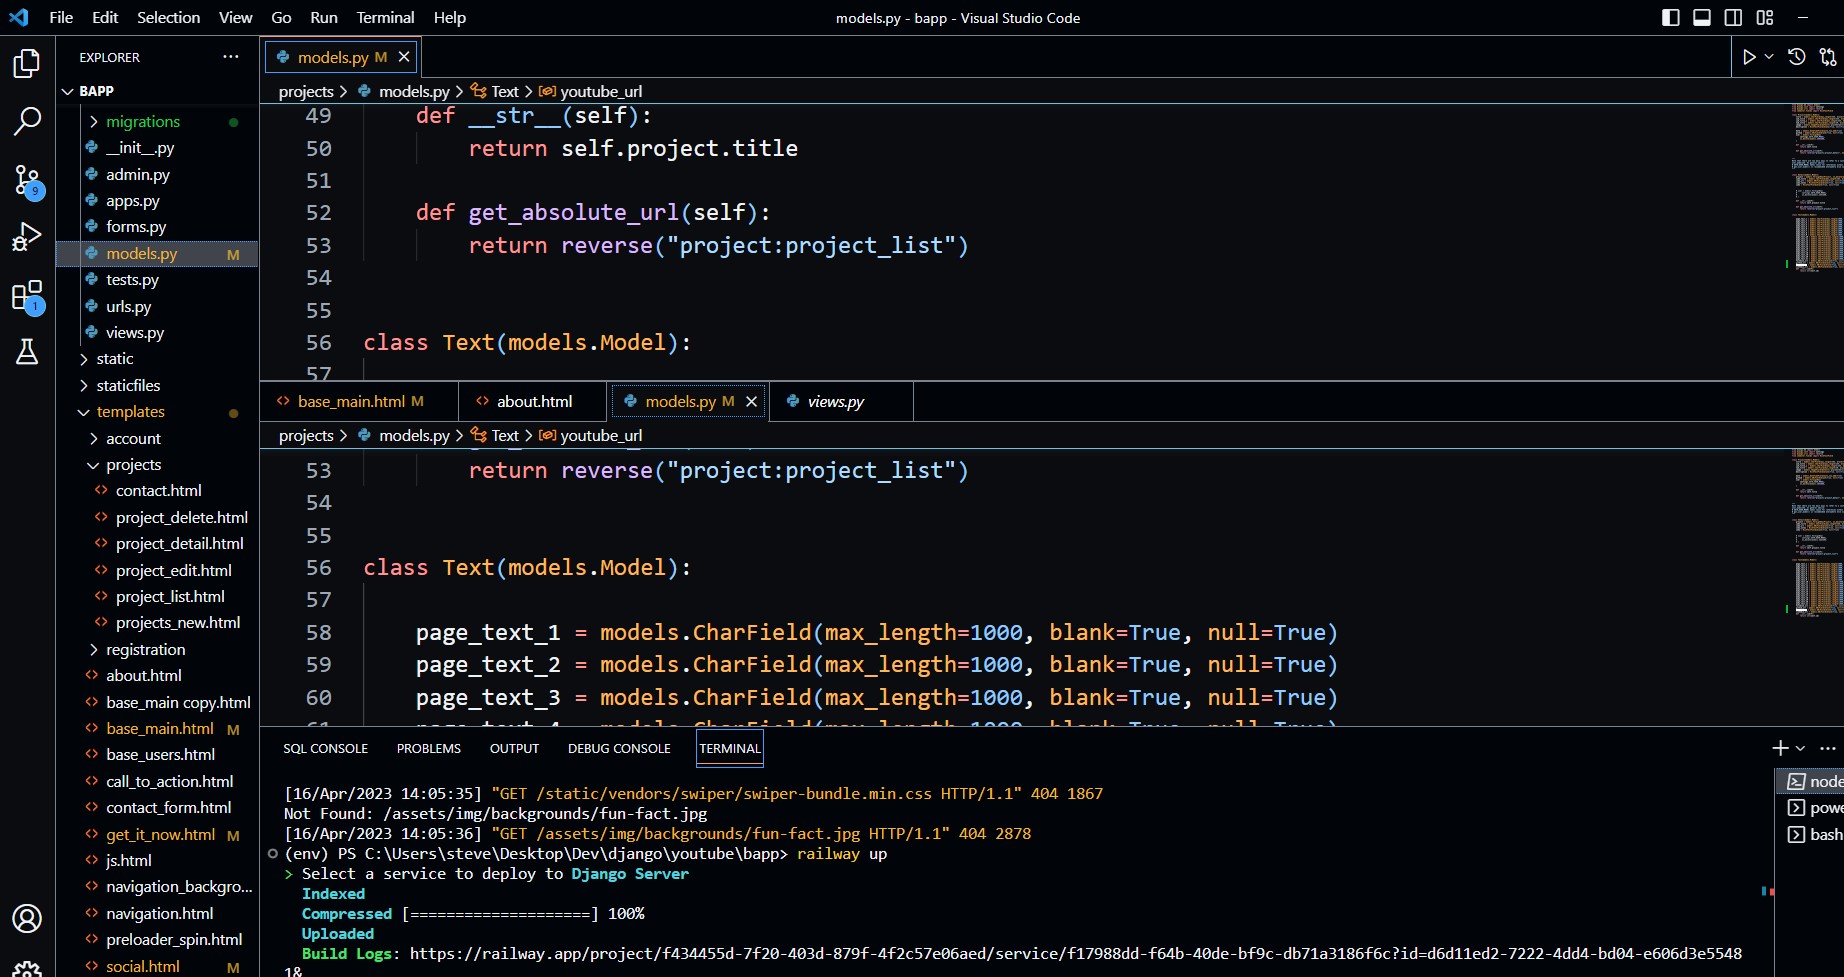 File Edit Selection View Go Run Terminal Help
models.py - bapp - Visual Studio Code
EXPLORER
BAPP
migrations
__init__.py
admin.py
apps.py
forms.py
models.py M
tests.py
urls.py
views.py
static
staticfiles
templates
account
projects
contact.html
project_delete.html
project_detail.html
project_edit.html
project_list.html
projects_new.html
registration
about.html
base_main copy.html
base_main.html M
base_users.html
call_to_action.html
contact_form.html
get_it_now.html M
js.html
navigation_backgro...
navigation.html
preloader_spin.html
social.html M
9
1
models.py M
projects > models.py > Text > youtube_url
49 def __str__(self):
50 return self.project.title
51
52 def get_absolute_url(self):
53 return reverse("project:project_list")
54
55
56 class Text(models.Model):
57
base_main.html M about.html models.py M views.py
projects > models.py > Text > youtube_url
53 return reverse("project:project_list")
54
55
56 class Text(models.Model):
57
58 page_text_1 = models.CharField(max_length=1000, blank=True, null=True)
59 page_text_2 = models.CharField(max_length=1000, blank=True, null=True)
60 page_text_3 = models.CharField(max_length=1000, blank=True, null=True)
61 page_text_4 = models.CharField(max_length=1000, blank=True, null=True)
SQL CONSOLE PROBLEMS OUTPUT DEBUG CONSOLE TERMINAL
[16/Apr/2023 14:05:35] "GET /static/vendors/swiper/swiper-bundle.min.css HTTP/1.1" 404 1867
Not Found: /assets/img/backgrounds/fun-fact.jpg
[16/Apr/2023 14:05:36] "GET /assets/img/backgrounds/fun-fact.jpg HTTP/1.1" 404 2878
(env) PS C:\Users\steve\Desktop\Dev\django\youtube\bapp> railway up
> Select a service to deploy to Django Server
Indexed
Compressed [====================] 100%
Uploaded
Build Logs: https://railway.app/project/f434455d-7f20-403d-879f-4f2c57e06aed/service/f17988dd-f64b-40de-bf9c-db71a3186f6c?id=d6d11ed2-7222-4dd4-bd04-e606d3e5548
1&
node
powe
bash